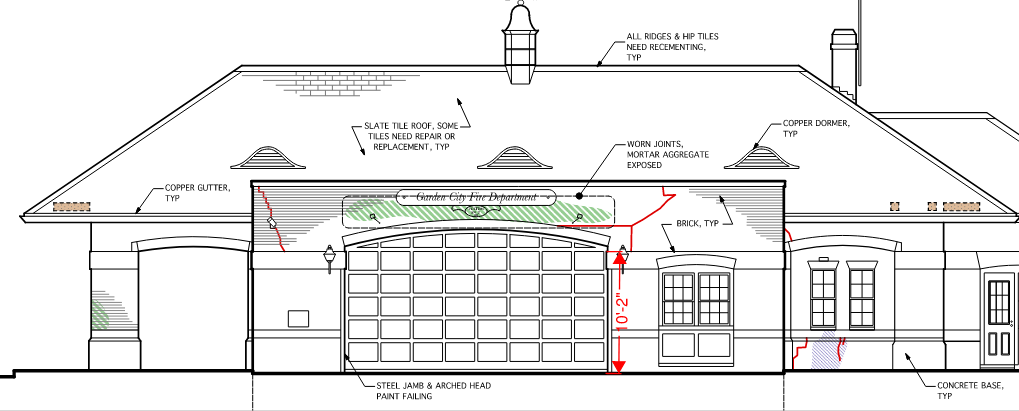 ALL RIDGES & HIP TILES
NEED RECEMENTING,
TYP
SLATE TILE ROOF, SOME
TILES NEED REPAIR OR
REPLACEMENT, TYP
COPPER DORMER,
TYP
WORN JOINTS,
MORTAR AGGREGATE
EXPOSED
COPPER GUTTER,
TYP
Garden City Fire Department
BRICK, TYP
10'-2"
STEEL JAMB & ARCHED HEAD
PAINT FAILING
CONCRETE BASE,
TYP